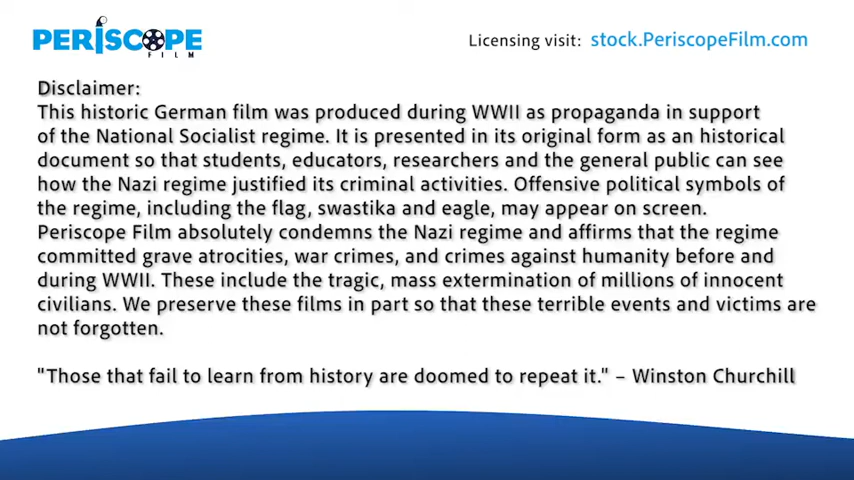 PERISCOPE
FILM
Licensing visit: stock.PeriscopeFilm.com
Disclaimer:
This historic German film was produced during WWII as propaganda in support
of the National Socialist regime. It is presented in its original form as an historical
document so that students, educators, researchers and the general public can see
how the Nazi regime justified its criminal activities. Offensive political symbols of
the regime, including the flag, swastika and eagle, may appear on screen.
Periscope Film absolutely condemns the Nazi regime and affirms that the regime
committed grave atrocities, war crimes, and crimes against humanity before and
during WWII. These include the tragic, mass extermination of millions of innocent
civilians. We preserve these films in part so that these terrible events and victims are
not forgotten.
"Those that fail to learn from history are doomed to repeat it." – Winston Churchill